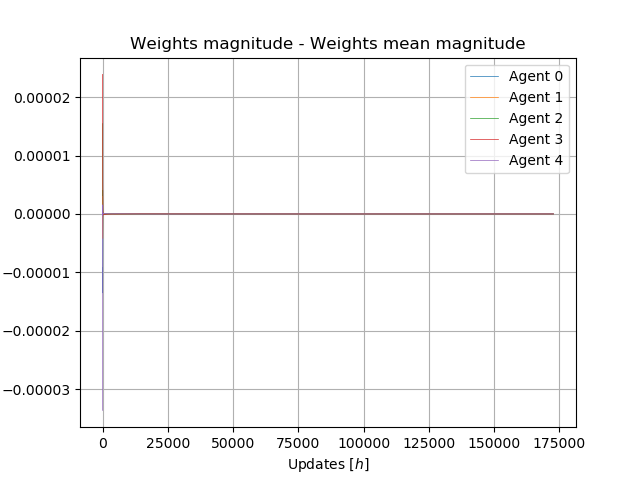 Weights magnitude - Weights mean magnitude
Agent 0
Agent 1
Agent 2
Agent 3
Agent 4
0.00002
0.00001
0.00000
−0.00001
−0.00002
−0.00003
0 25000 50000 75000 100000 125000 150000 175000
Updates [h]